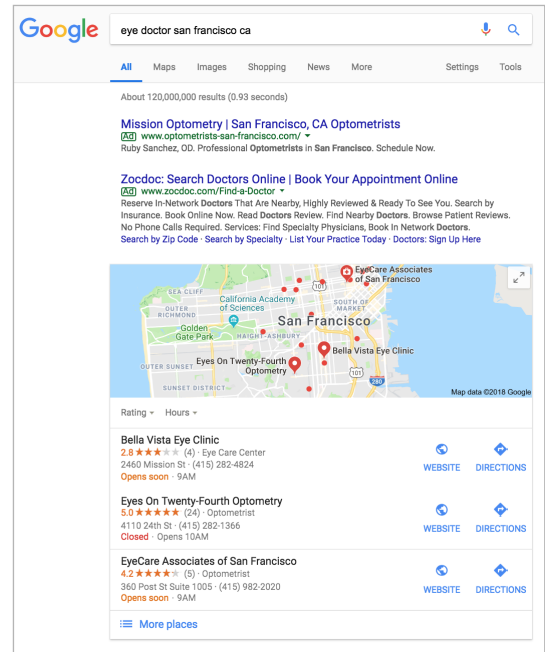 Google
eye doctor san francisco ca
All Maps Images Shopping News More Settings Tools
About 120,000,000 results (0.93 seconds)
Mission Optometry | San Francisco, CA Optometrists
Ad www.optometrists-san-francisco.com/
Ruby Sanchez, OD. Professional Optometrists in San Francisco. Schedule Now.
Zocdoc: Search Doctors Online | Book Your Appointment Online
Ad www.zocdoc.com/Find-a-Doctor
Reserve In-Network Doctors That Are Nearby, Highly Reviewed & Ready To See You. Search by
Insurance. Book Online Now. Read Doctors Review. Find Nearby Doctors. Browse Patient Reviews.
No Phone Calls Required. Services: Find Specialty Physicians, Book In Network Doctors.
Search by Zip Code · Search by Specialty · List Your Practice Today · Doctors: Sign Up Here
EyeCare Associates
of San Francisco
101
SEA CLIFF
California Academy
of Sciences
SOUTH OF
MARKET
OUTER
RICHMOND
San Francisco
Golden
Gate Park
HAIGHT-ASHBURY
Bella Vista Eye Clinic
Eyes On Twenty-Fourth
Optometry
OUTER SUNSET
101
280
SUNSET DISTRICT
Map data ©2018 Google
Rating Hours
Bella Vista Eye Clinic
2.8 (4) · Eye Care Center
2460 Mission St · (415) 282-4824
Opens soon · 9AM
WEBSITE DIRECTIONS
Eyes On Twenty-Fourth Optometry
5.0 (24) · Optometrist
4110 24th St · (415) 282-1366
Closed · Opens 10AM
WEBSITE DIRECTIONS
EyeCare Associates of San Francisco
4.2 (5) · Optometrist
360 Post St Suite 1005 · (415) 982-2020
Opens soon · 9AM
WEBSITE DIRECTIONS
More places